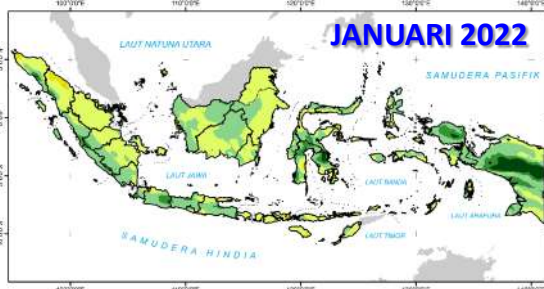 JANUARI 2022
LAUT NATUNA UTARA
SAMUDERA PASIFIK
LAUT JAWA
LAUT BANDA
LAUT ARAFURA
LAUT TIMOR
SAMUDERA HINDIA